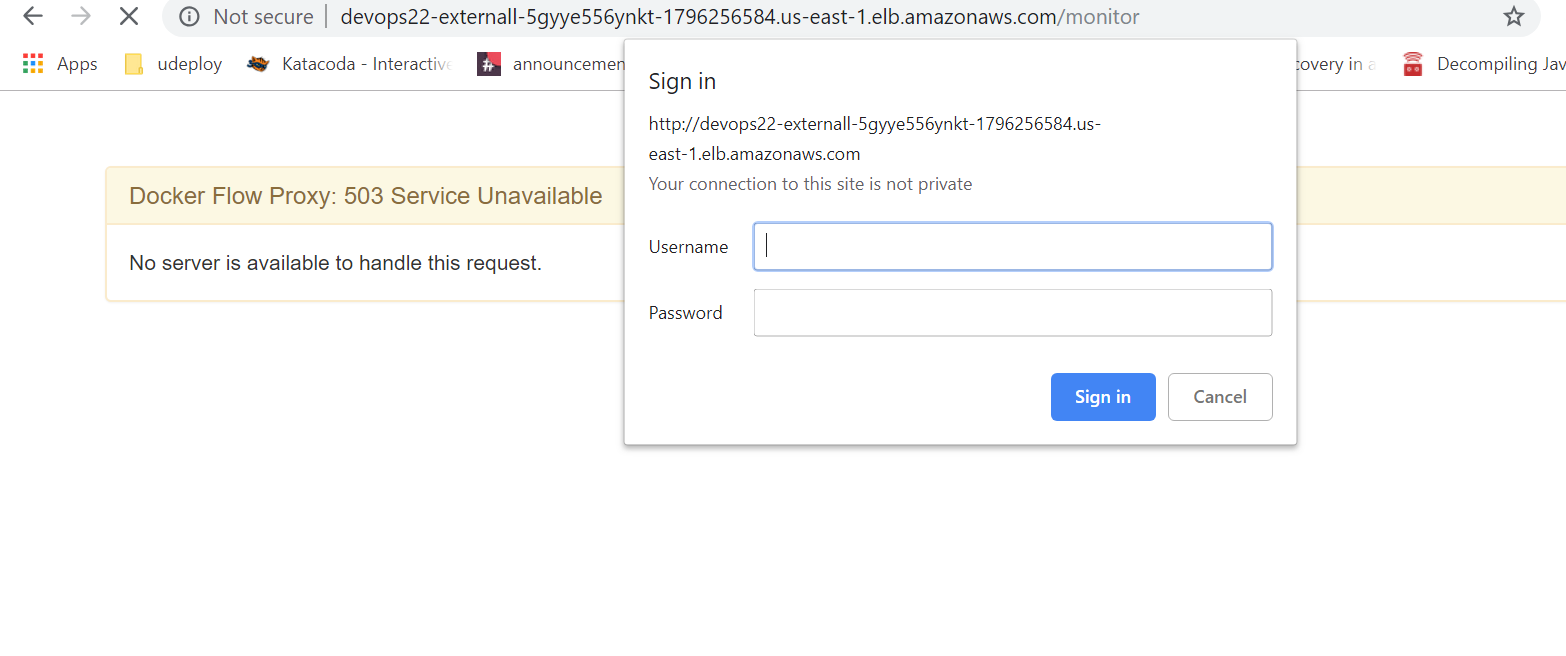 Not secure | devops22-externall-5gyye556ynkt-1796256584.us-east-1.elb.amazonaws.com/monitor
Apps udeploy Katacoda - Interactive announcemen covery in a Decompiling Jav
Sign in
http://devops22-externall-5gyye556ynkt-1796256584.us-
east-1.elb.amazonaws.com
Your connection to this site is not private
Username
Password
Sign in Cancel
Docker Flow Proxy: 503 Service Unavailable
No server is available to handle this request.